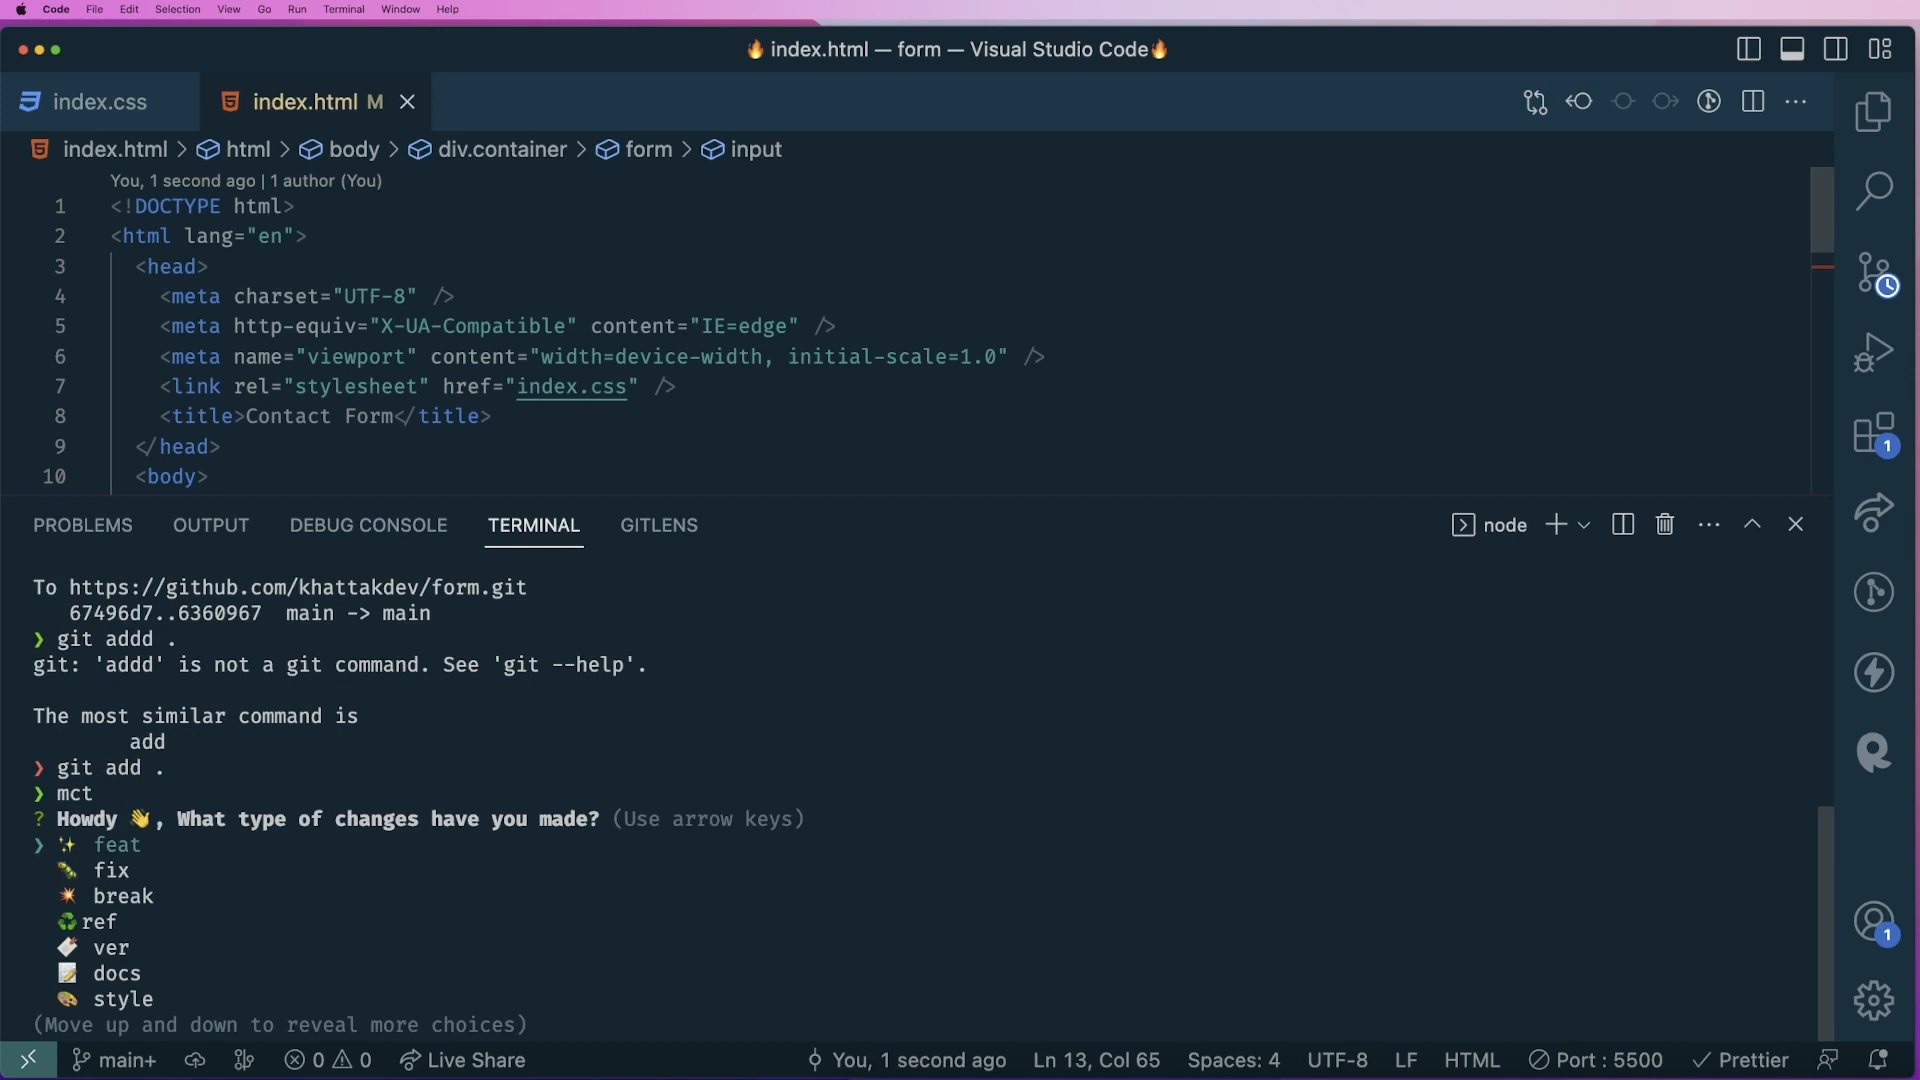 Code File Edit Selection View Go Run Terminal Window Help
🔥 index.html — form — Visual Studio Code🔥
index.css index.html M
index.html > html > body > div.container > form > input
You, 1 second ago | 1 author (You)
1 <!DOCTYPE html>
2 <html lang="en">
3 <head>
4 <meta charset="UTF-8" />
5 <meta http-equiv="X-UA-Compatible" content="IE=edge" />
6 <meta name="viewport" content="width=device-width, initial-scale=1.0" />
7 <link rel="stylesheet" href="index.css" />
8 <title>Contact Form</title>
9 </head>
10 <body>
PROBLEMS OUTPUT DEBUG CONSOLE TERMINAL GITLENS node
To https://github.com/khattakdev/form.git
67496d7..6360967 main -> main
❯ git addd .
git: 'addd' is not a git command. See 'git --help'.
The most similar command is
add
❯ git add .
❯ mct
? Howdy 👋, What type of changes have you made? (Use arrow keys)
❯ ✨ feat
🐛 fix
💥 break
♻️ ref
🔖 ver
📝 docs
🎨 style
(Move up and down to reveal more choices)
main+ 0 0 Live Share You, 1 second ago Ln 13, Col 65 Spaces: 4 UTF-8 LF HTML Port : 5500 Prettier
1
1